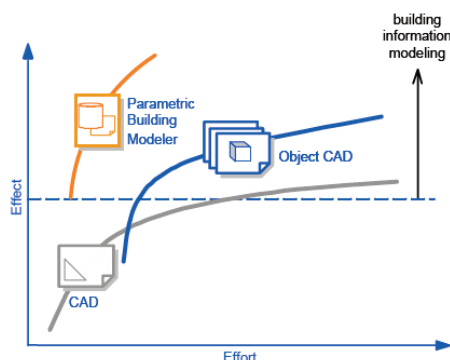 building
information
modeling
Parametric
Building
Modeler
Object CAD
Effect
CAD
Effort